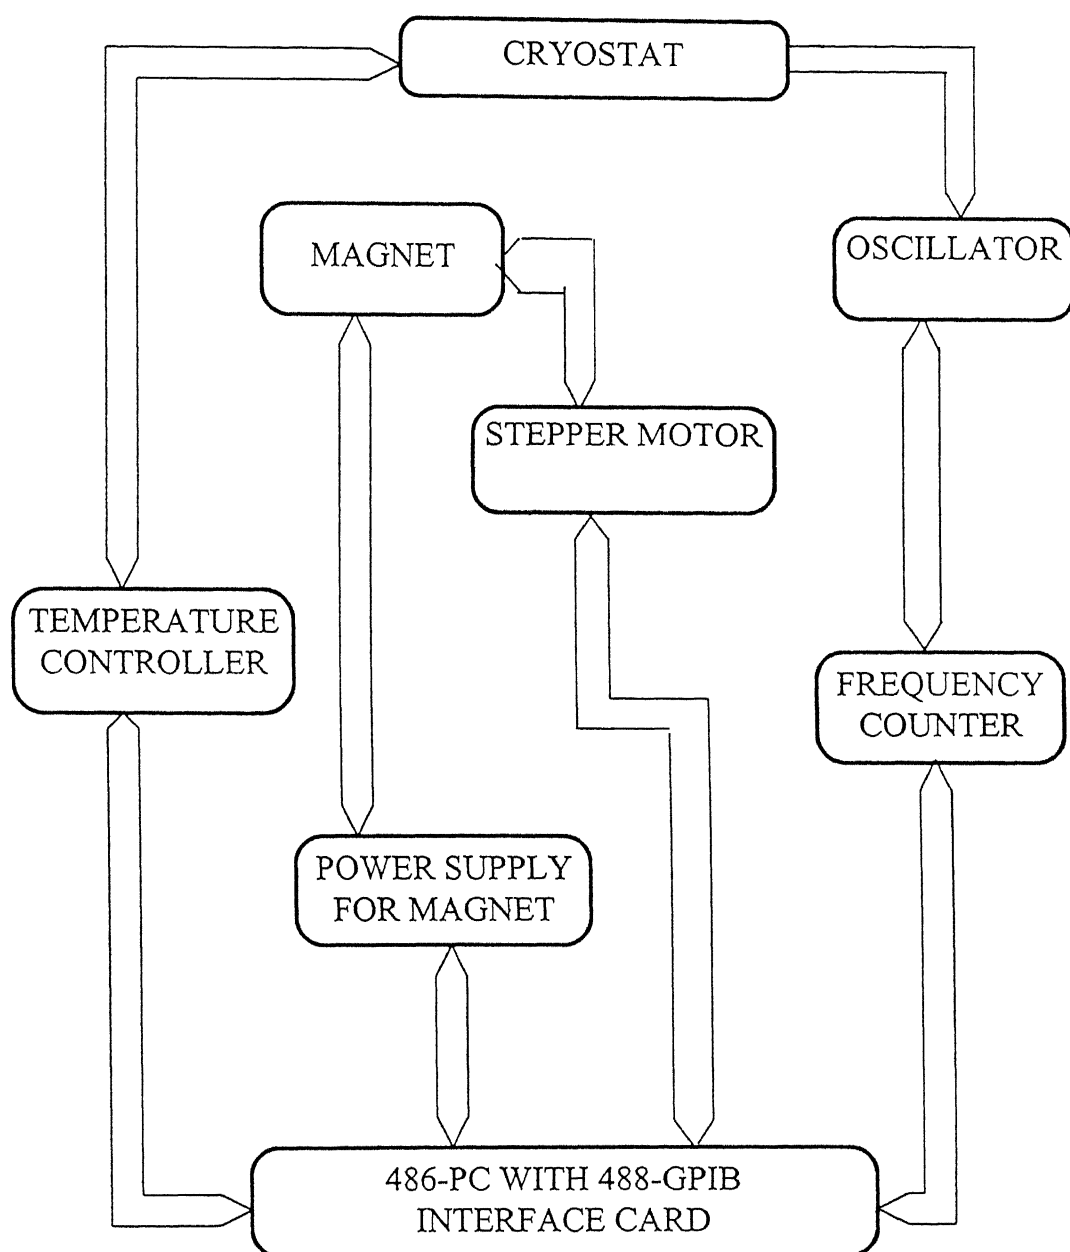 CRYOSTAT
MAGNET
OSCILLATOR
STEPPER MOTOR
TEMPERATURE
CONTROLLER
FREQUENCY
COUNTER
POWER SUPPLY
FOR MAGNET
486-PC WITH 488-GPIB
INTERFACE CARD